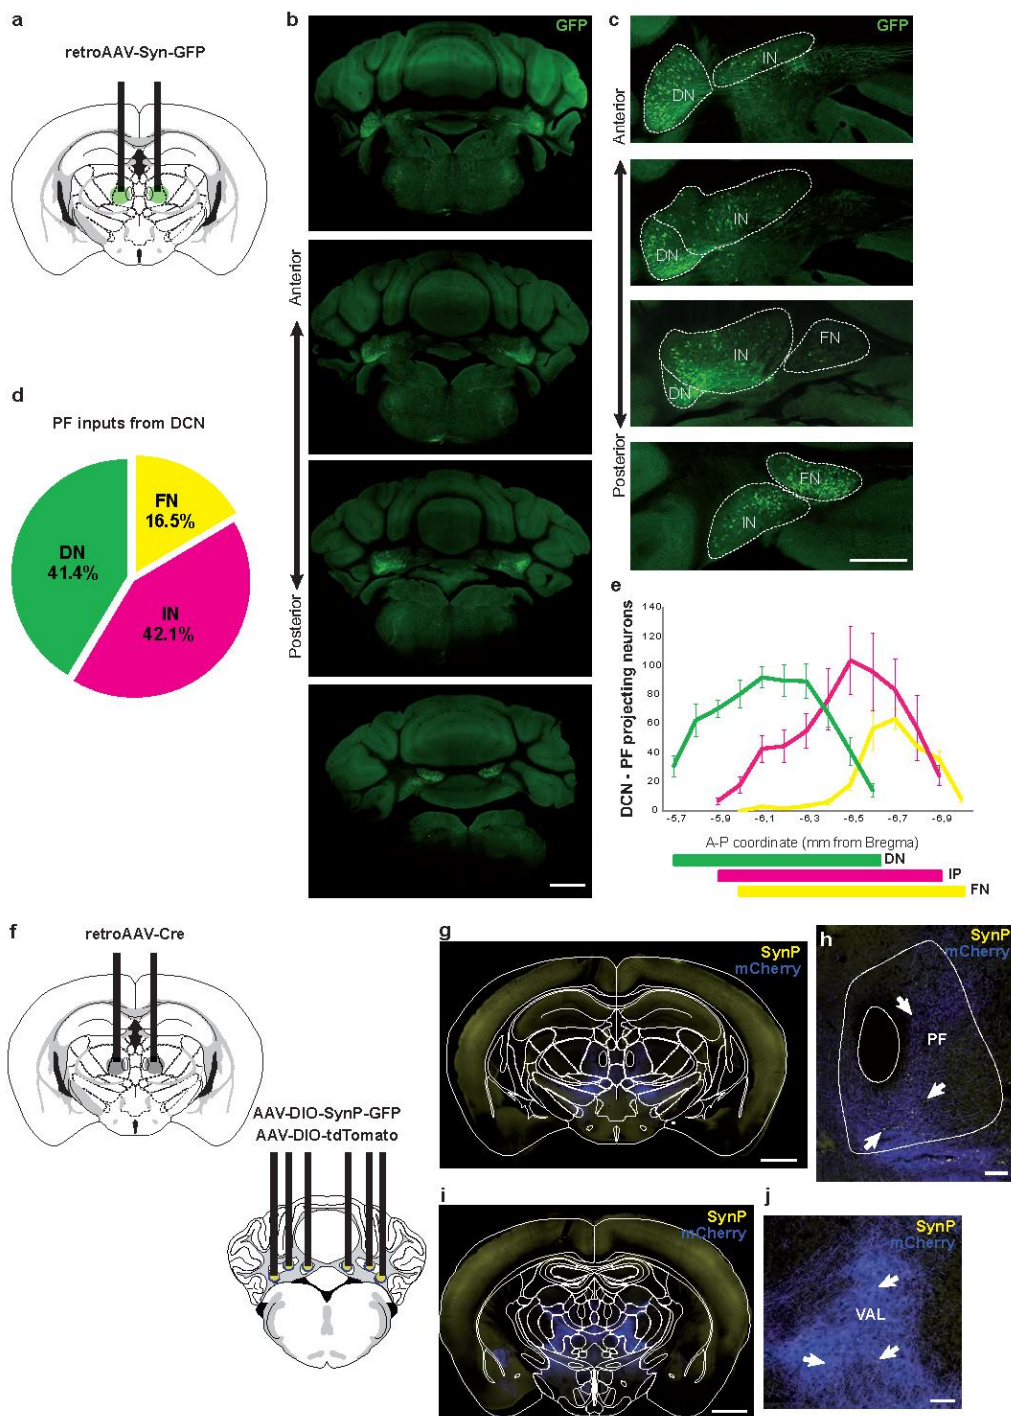 a
retroAAV-Syn-GFP
b
GFP
Anterior
Posterior
c
GFP
Anterior
Posterior
DN
IN
DN
IN
DN
IN
FN
FN
IN
d
PF inputs from DCN
FN
16.5%
DN
41.4%
IN
42.1%
e
DCN - PF projecting neurons
140
120
100
80
60
40
20
0
-5,7
-5,9
-6,1
-6,3
-6,5
-6,7
-6,9
A-P coordinate (mm from Bregma)
DN
IP
FN
f
retroAAV-Cre
AAV-DIO-SynP-GFP
AAV-DIO-tdTomato
g
SynP
mCherry
h
SynP
mCherry
PF
i
SynP
mCherry
j
SynP
mCherry
VAL